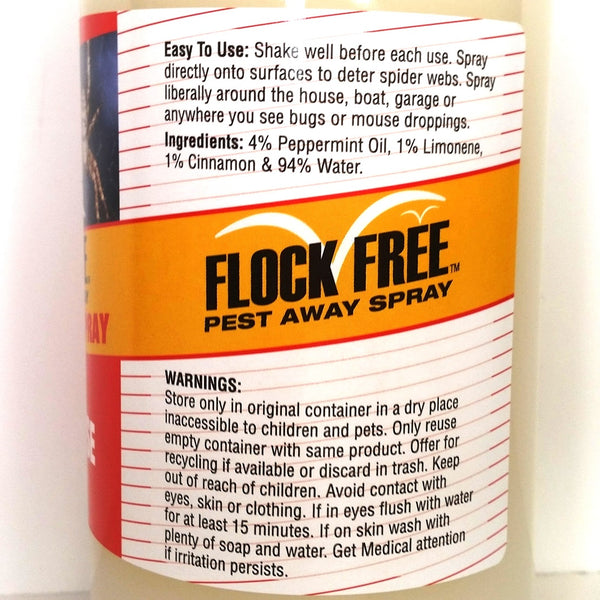 Easy To Use: Shake well before each use. Spray
directly onto surfaces to deter spider webs. Spray
liberally around the house, boat, garage or
anywhere you see bugs or mouse droppings.
Ingredients: 4% Peppermint Oil, 1% Limonene,
1% Cinnamon & 94% Water.
FLOCK FREE™
PEST AWAY SPRAY
WARNINGS:
Store only in original container in a dry place
inaccessible to children and pets. Only reuse
empty container with same product. Offer for
recycling if available or discard in trash. Keep
out of reach of children. Avoid contact with
eyes, skin or clothing. If in eyes flush with water
for at least 15 minutes. If on skin wash with
plenty of soap and water. Get Medical attention
if irritation persists.